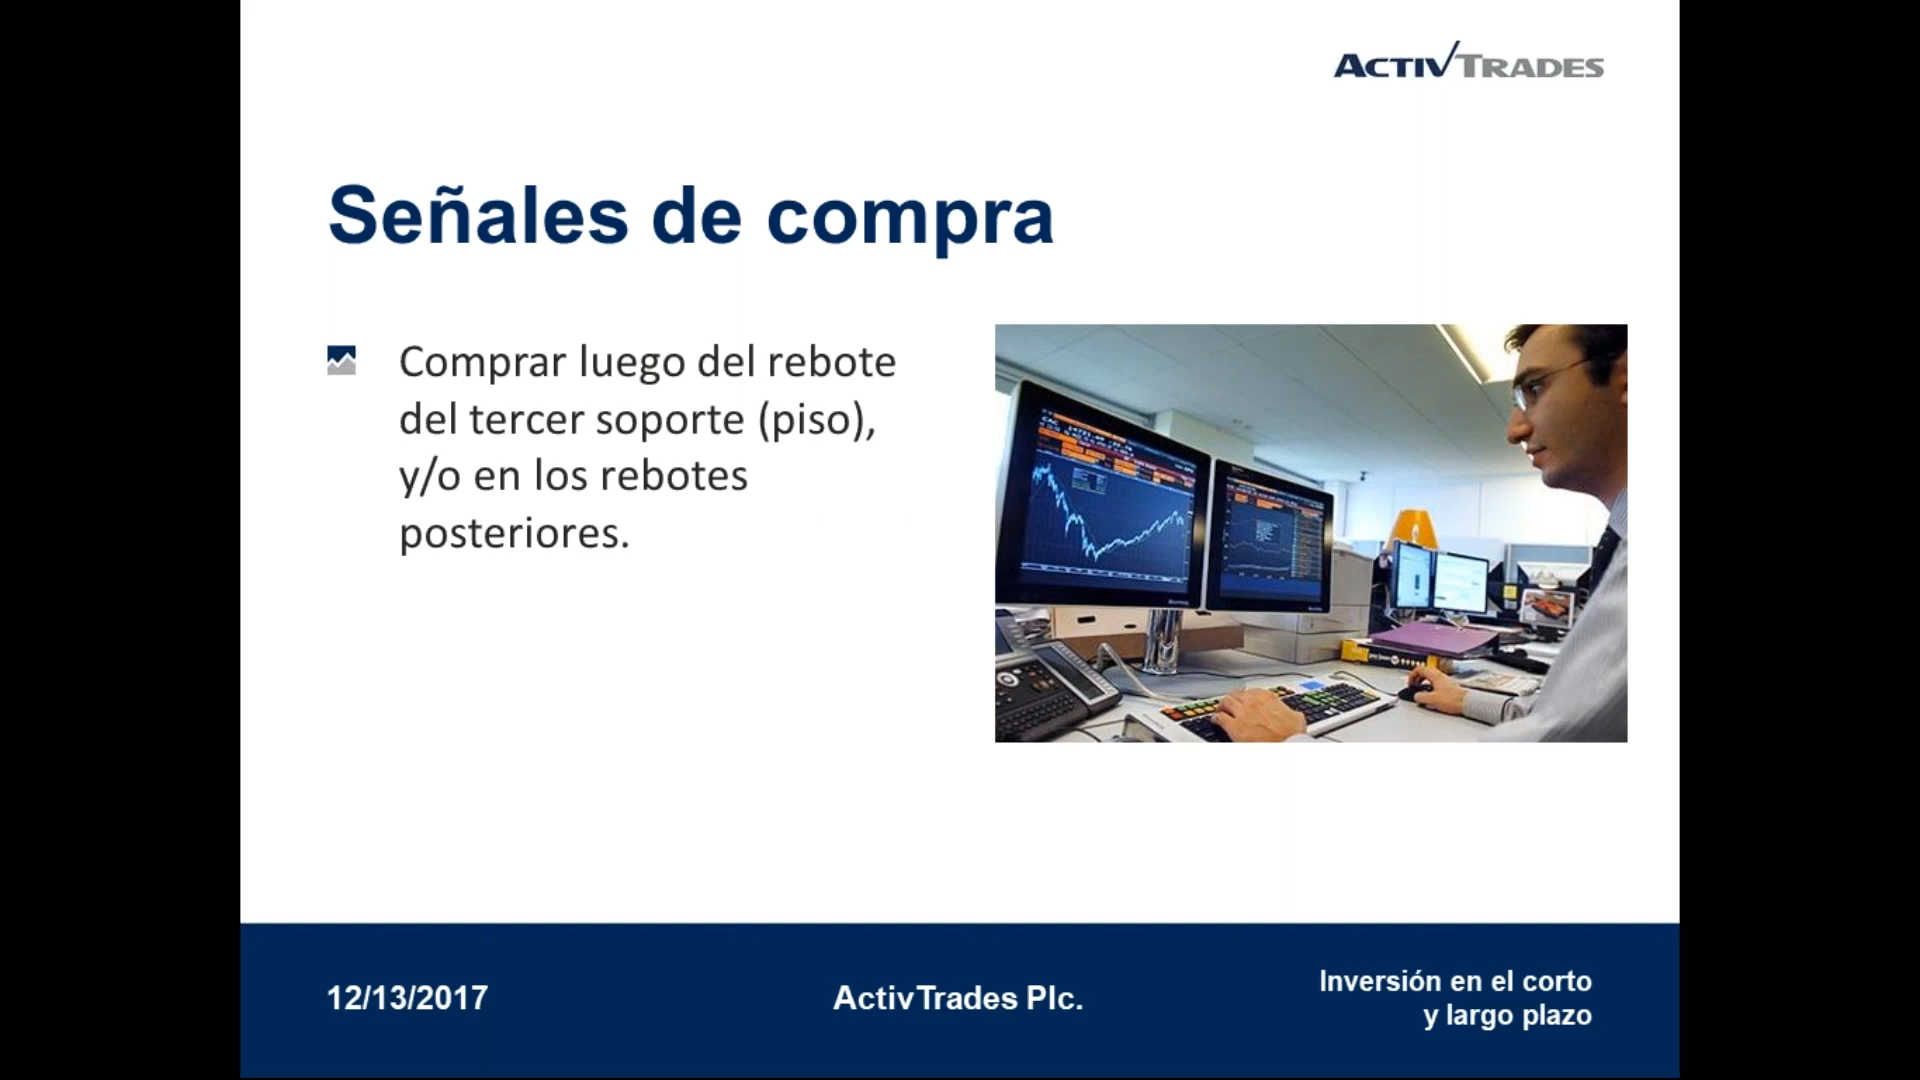 ACTIVTRADES
Señales de compra
Comprar luego del rebote
del tercer soporte (piso),
y/o en los rebotes
posteriores.
12/13/2017
ActivTrades Plc.
Inversión en el corto
y largo plazo